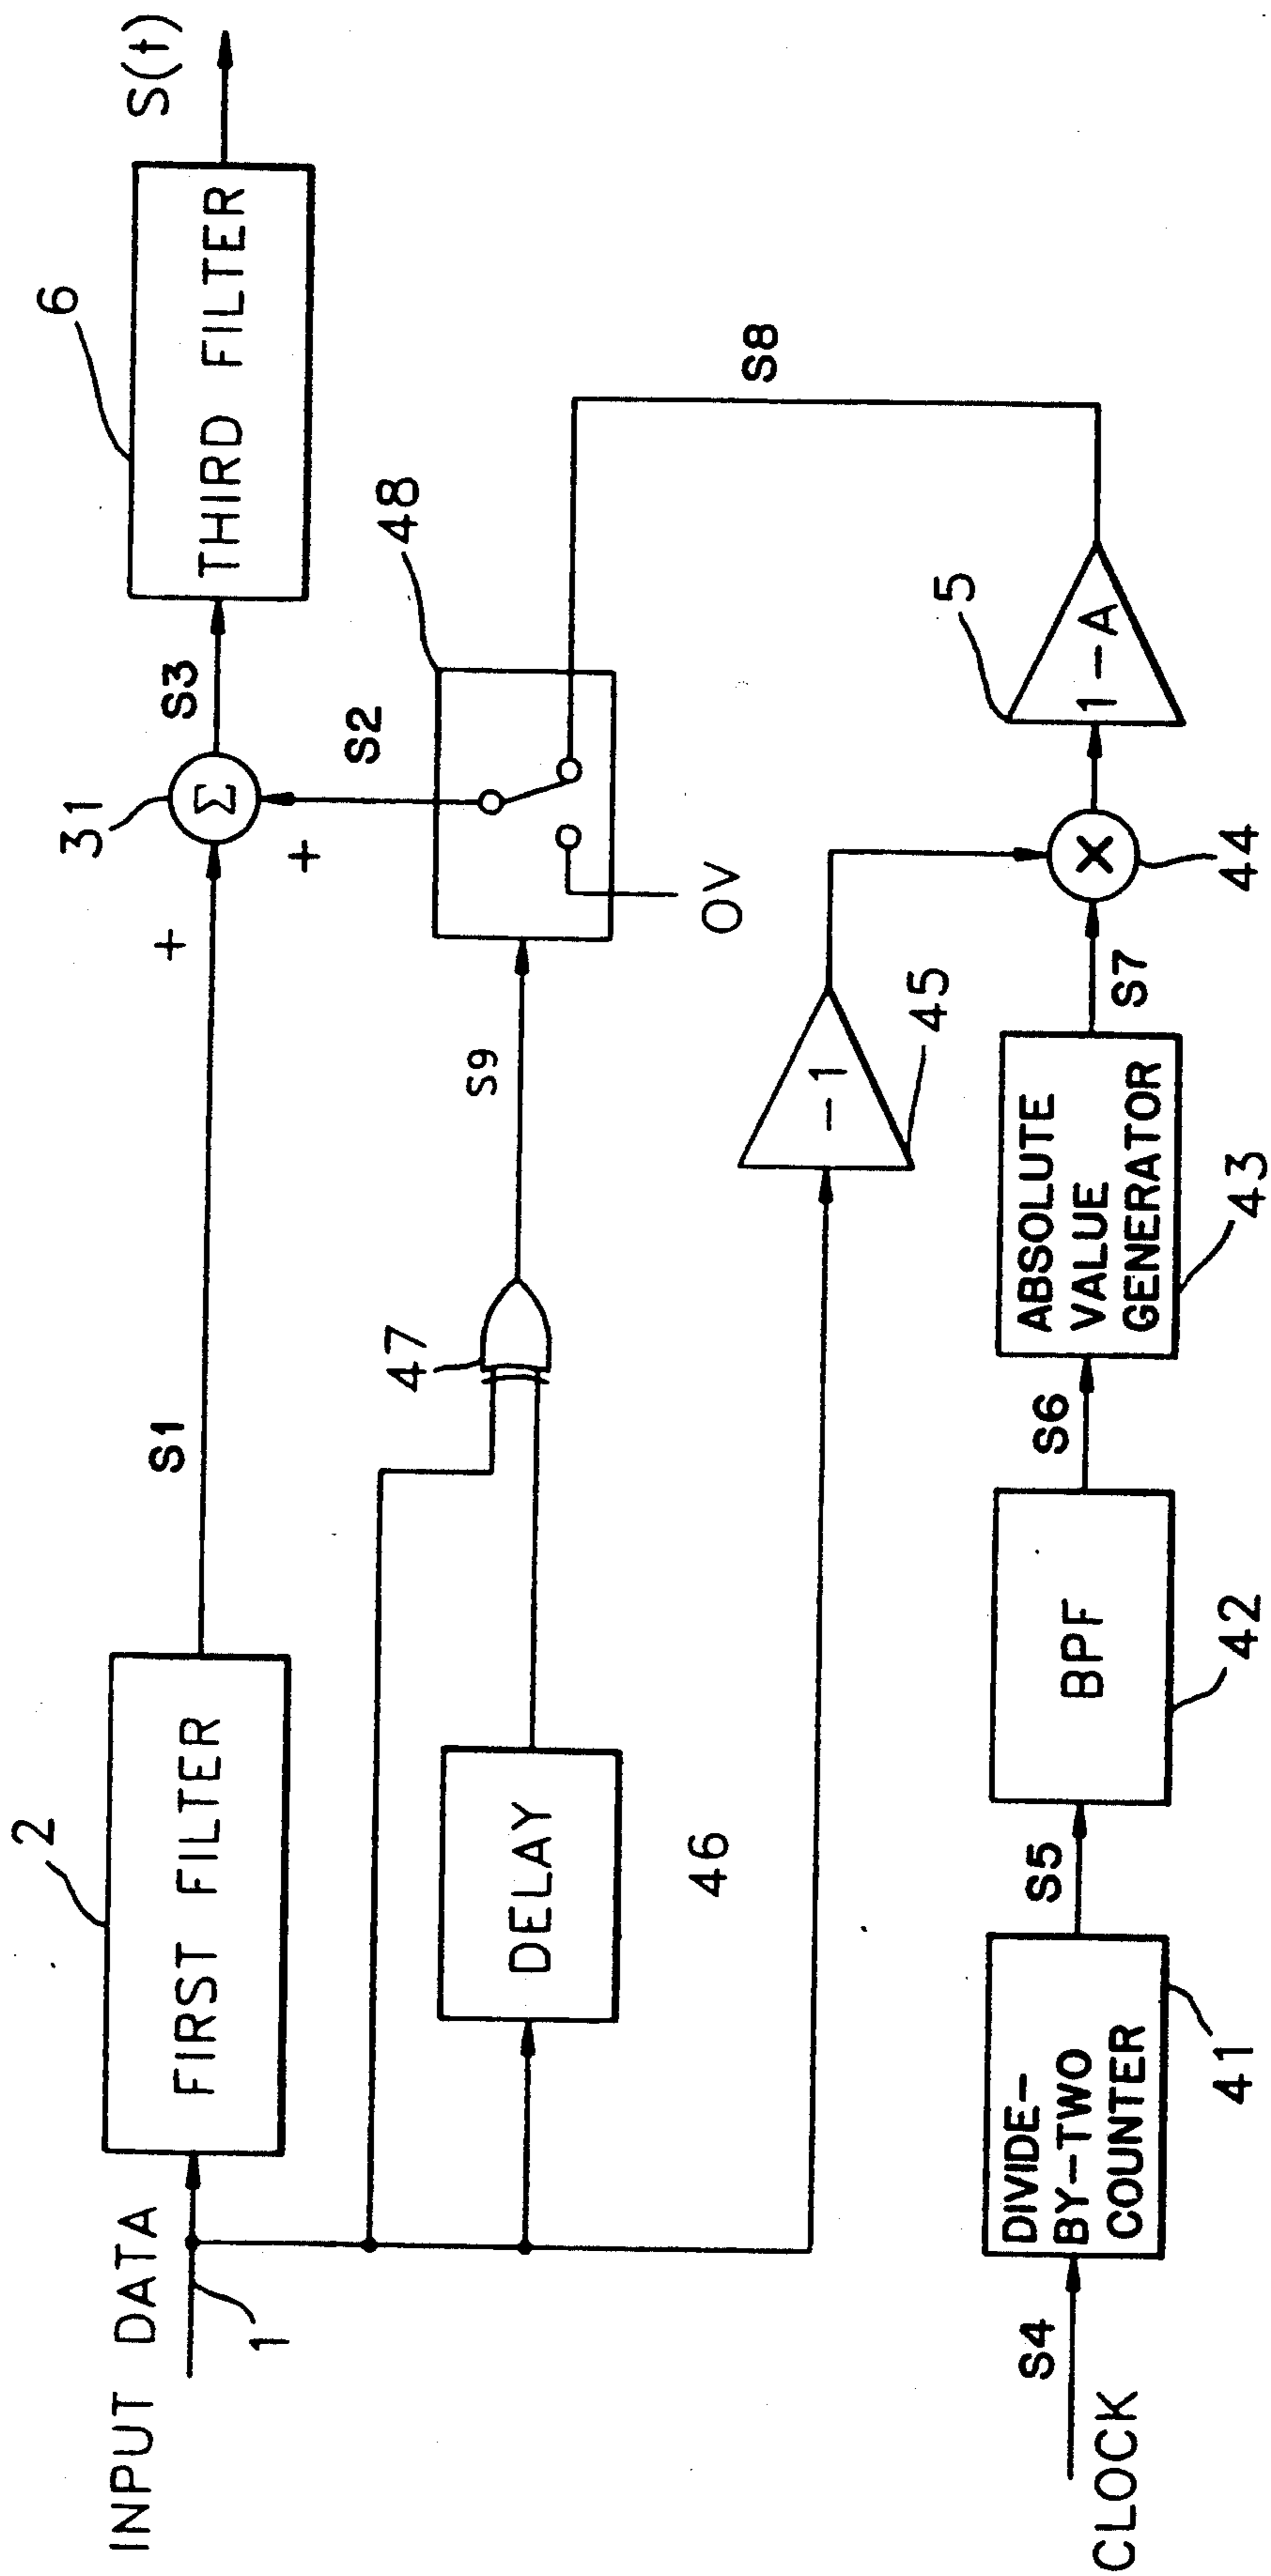 INPUT DATA
1
2
FIRST FILTER
S1
+
+
31
Σ
S3
6
THIRD FILTER
S(t)
DELAY
46
47
S9
48
S2
0V
S8
-1
45
CLOCK
S4
DIVIDE-
BY-TWO
COUNTER
41
S5
BPF
42
S6
ABSOLUTE
VALUE
GENERATOR
43
S7
×
44
1-A
5